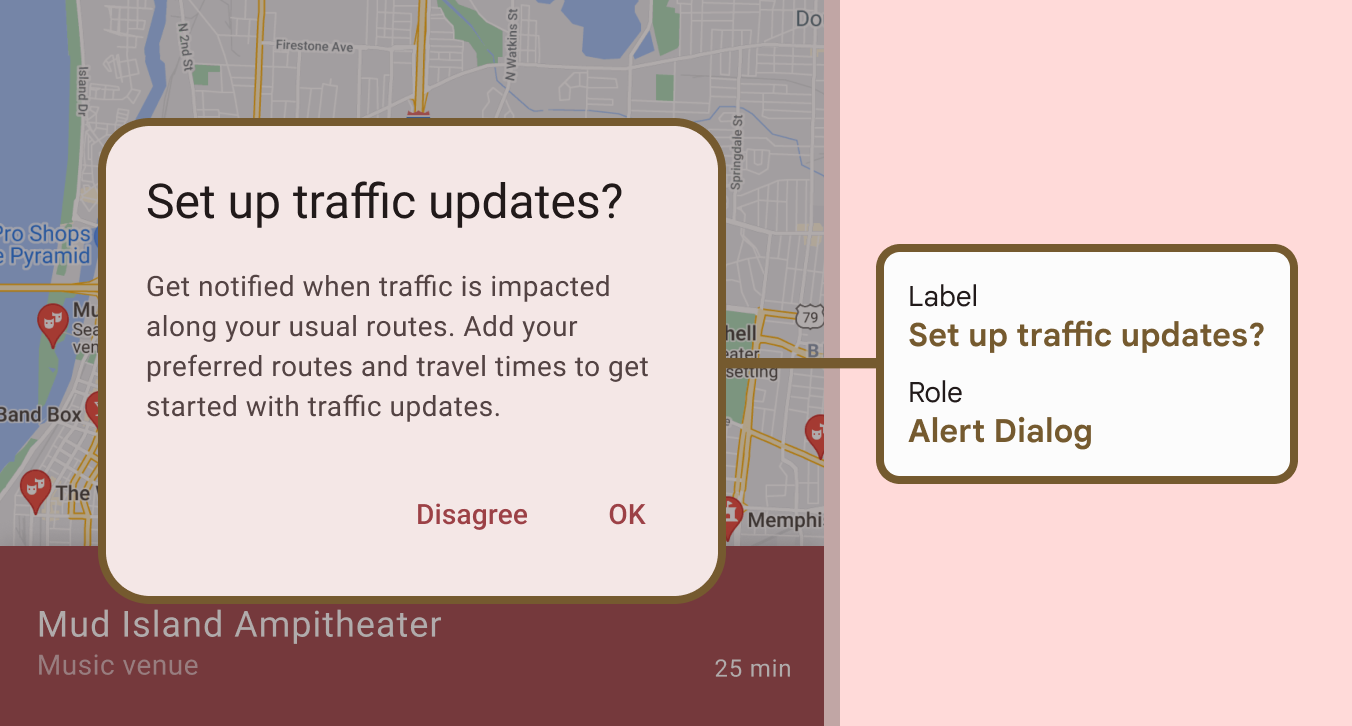 N 2nd St
Firestone Ave
N Watkins St
Do
Island Dr
Springdale St
Set up traffic updates?
Pro Shops
e Pyramid
Get notified when traffic is impacted
along your usual routes. Add your
preferred routes and travel times to get
started with traffic updates.
Mu
Sea
ven
79
hell
B
eater
setting
Label
Set up traffic updates?
Role
Alert Dialog
Band Box
The
Disagree
OK
Memphi
Mud Island Ampitheater
Music venue
25 min